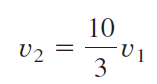 v₂ = 10/3 v₁